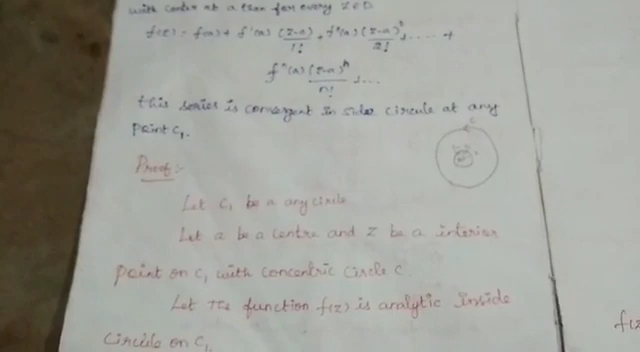 with center at a then for every z ∈ D
f(z) = f(a) + f'(a) (z-a)/1! + f''(a) (z-a)²/2! + ..... +
fⁿ(a) (z-a)ⁿ/n! + ...
this series is convergent in side circule at any
point C₁.
Proof:-
C
Let C₁ be a any circle
Let a be a centre and z be a interior
point on C₁ with concentric circle C
Let The function f(z) is analytic inside
circule on C₁
f(z